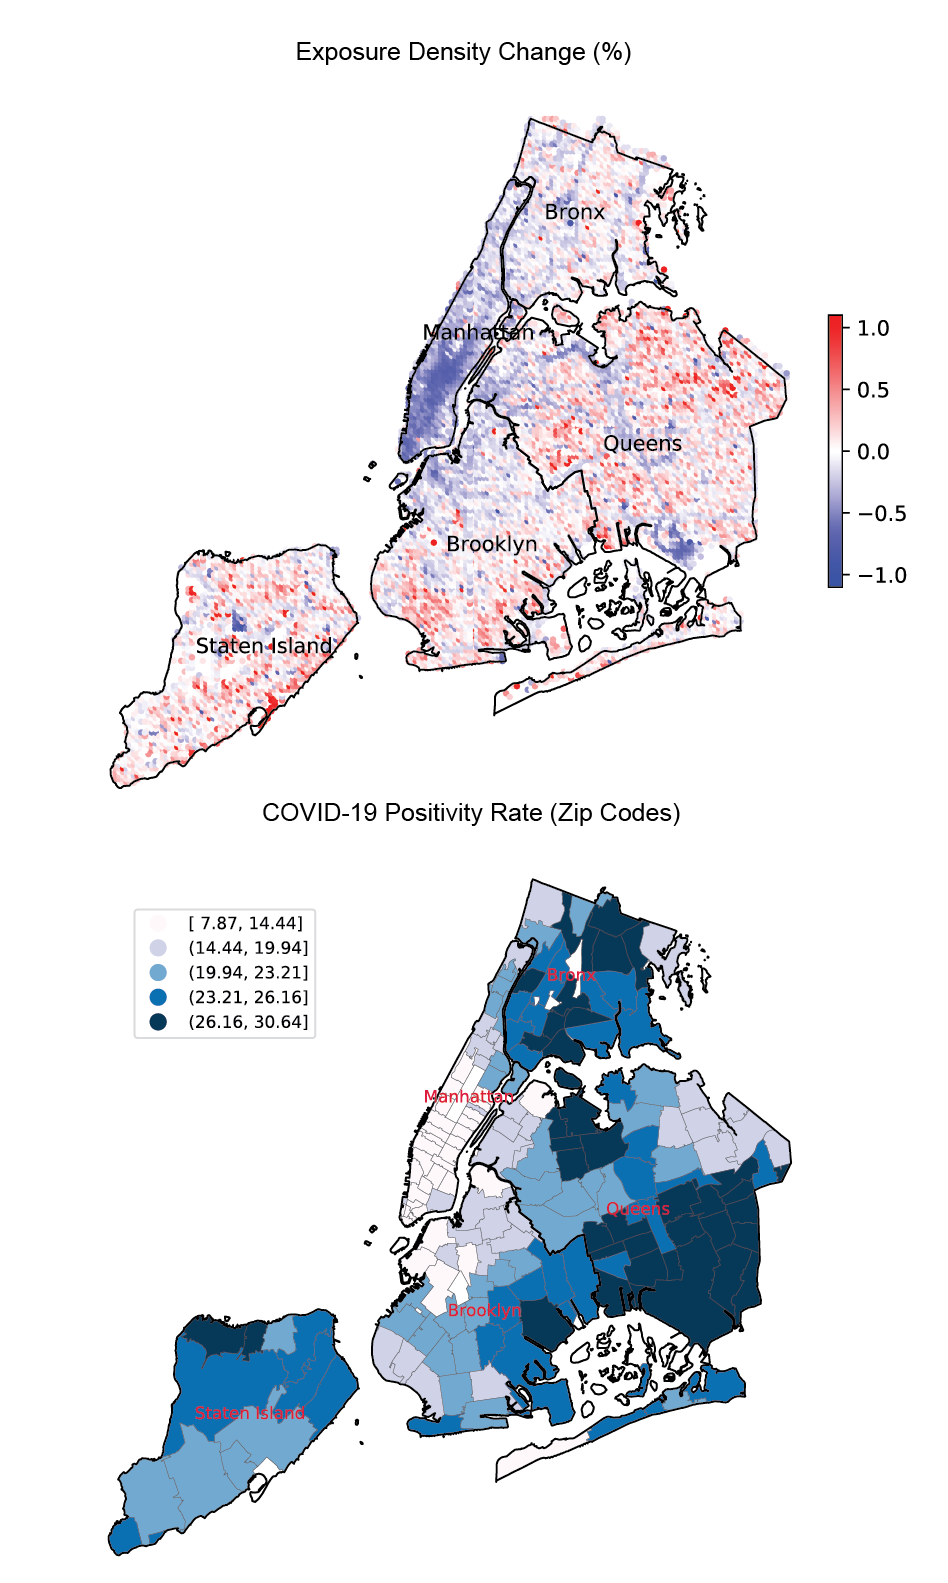 Exposure Density Change (%)
Bronx
Manhattan
Queens
Brooklyn
Staten Island
1.0
0.5
0.0
−0.5
−1.0
COVID-19 Positivity Rate (Zip Codes)
[ 7.87, 14.44]
(14.44, 19.94]
(19.94, 23.21]
(23.21, 26.16]
(26.16, 30.64]
Bronx
Manhattan
Queens
Brooklyn
Staten Island